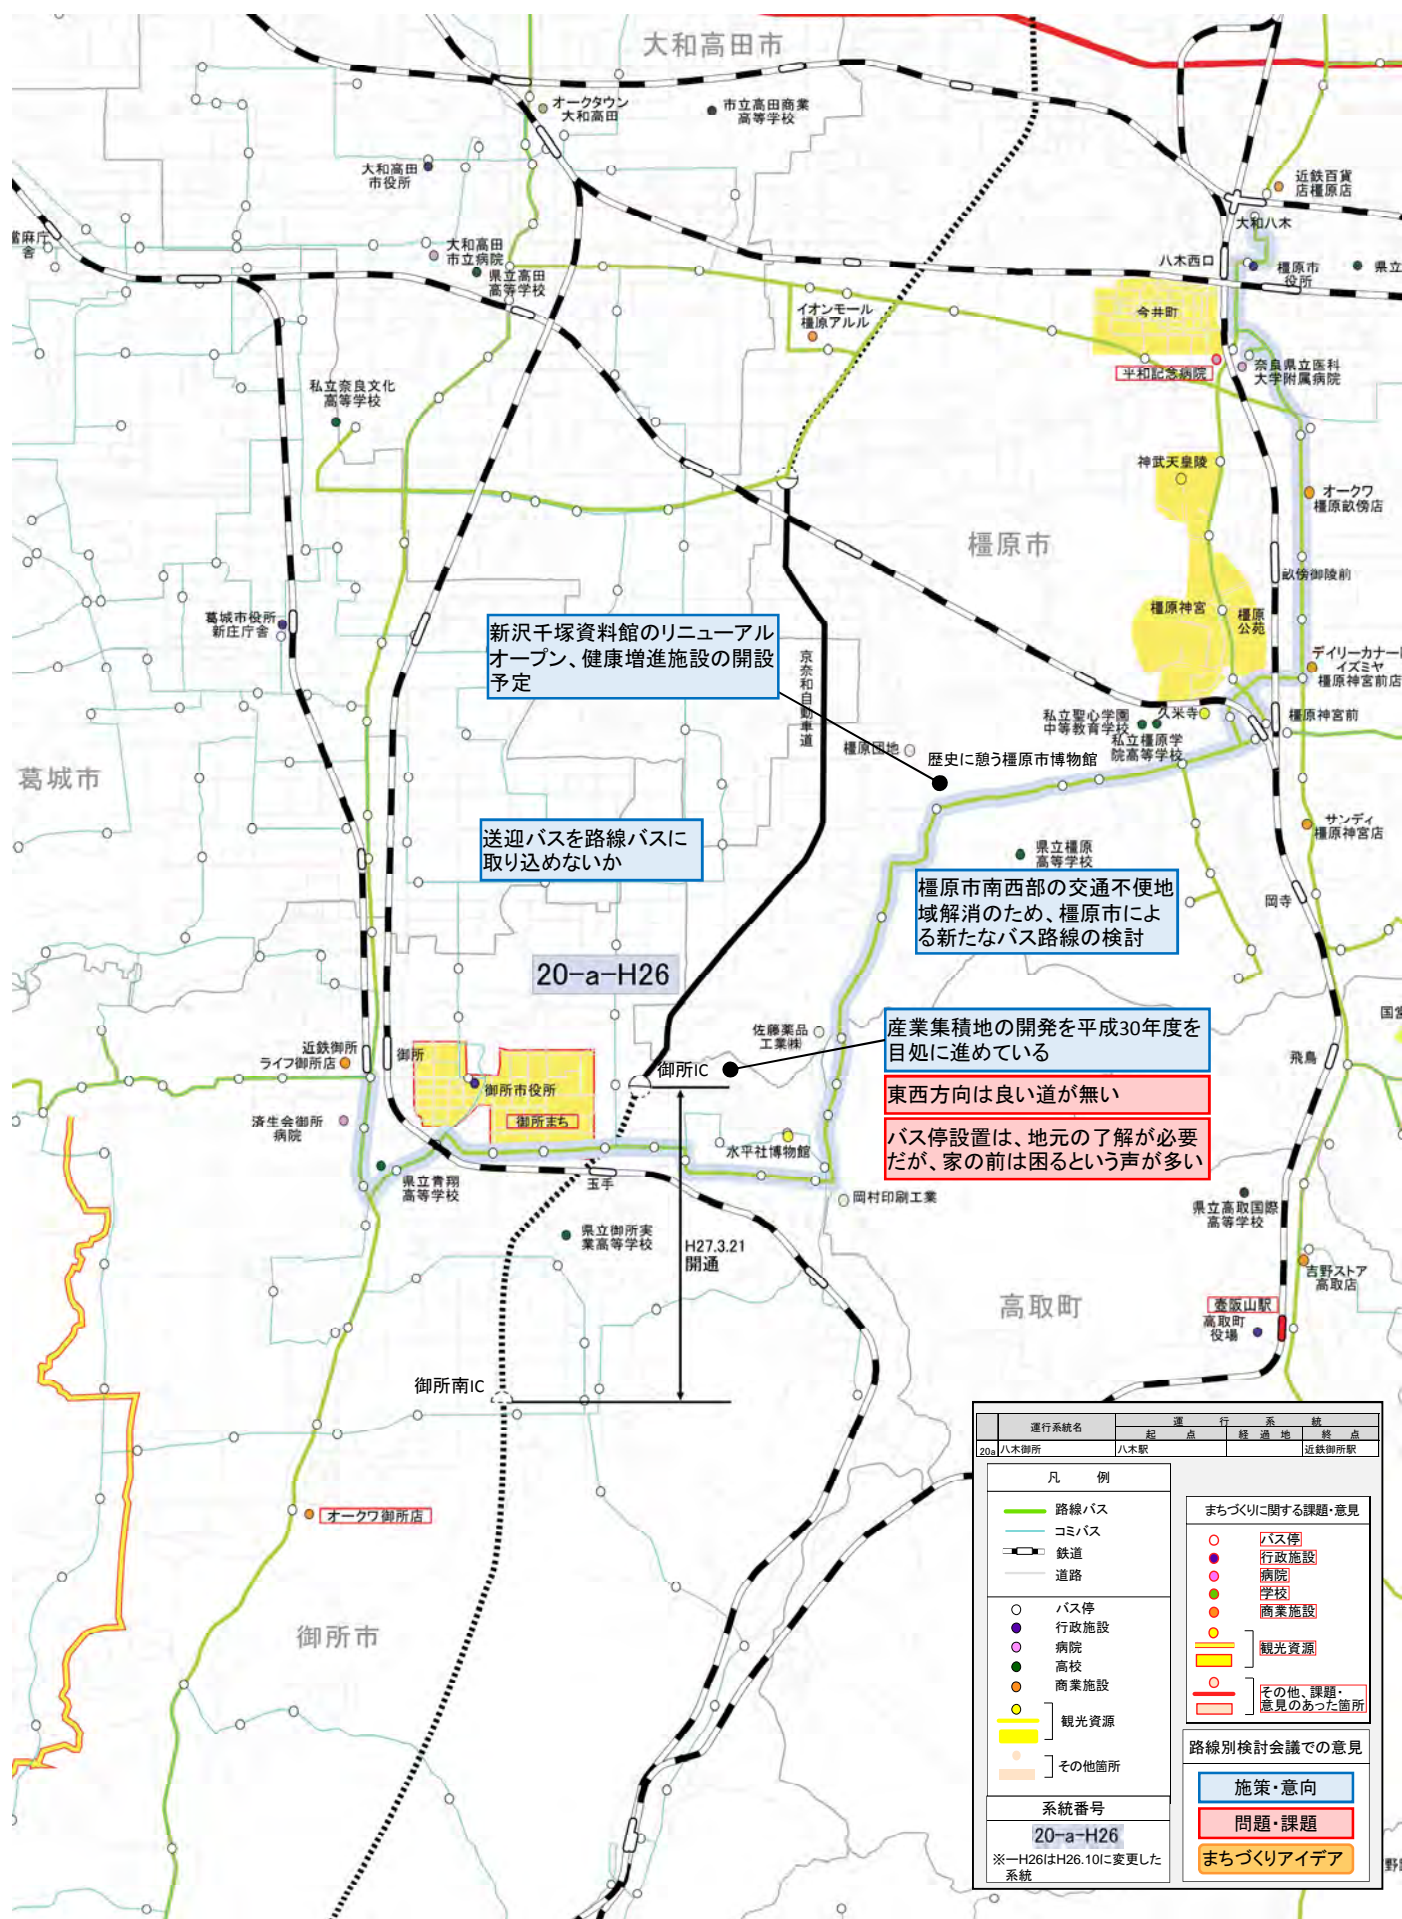 大和高田市
オークタウン
大和高田
市立高田商業
高等学校
大和高田
市役所
近鉄百貨
店橿原店
大和八木
當麻庁
舎
大和高田
市立病院
県立高田
高等学校
八木西口
橿原市
役所
県立
イオンモール
橿原アルル
今井町
平和記念病院
奈良県立医科
大学附属病院
私立奈良文化
高等学校
神武天皇陵
オークワ
橿原畝傍店
橿原市
畝傍御陵前
葛城市役所
新庄庁舎
橿原神宮
橿原
公苑
新沢千塚資料館のリニューアル
オープン、健康増進施設の開設
予定
京奈和自動車道
デイリーカナート
イズミヤ
橿原神宮前店
私立聖心学園
中等教育学校
久米寺
橿原神宮前
私立橿原学
院高等学校
橿原団地
歴史に憩う橿原市博物館
葛城市
送迎バスを路線バスに
取り込めないか
サンディ
橿原神宮店
県立橿原
高等学校
橿原市南西部の交通不便地
域解消のため、橿原市によ
る新たなバス路線の検討
岡寺
20-a-H26
産業集積地の開発を平成30年度を
目処に進めている
佐藤薬品
工業㈱
国営
近鉄御所
ライフ御所店
御所
御所IC
飛鳥
御所市役所
東西方向は良い道が無い
済生会御所
病院
御所まち
バス停設置は、地元の了解が必要
だが、家の前は困るという声が多い
水平社博物館
県立青翔
高等学校
玉手
岡村印刷工業
県立高取国際
高等学校
県立御所実
業高等学校
H27.3.21
開通
吉野ストア
高取店
高取町
壺阪山駅
高取町
役場
御所南IC
オークワ御所店
御所市
運行系統名 運行系統
起点 経過地 終点
20a 八木御所 八木駅 近鉄御所駅
凡 例
路線バス
コミバス
鉄道
道路
バス停
行政施設
病院
高校
商業施設
観光資源
その他箇所
系統番号
20-a-H26
※－H26はH26.10に変更した
系統
まちづくりに関する課題・意見
バス停
行政施設
病院
学校
商業施設
観光資源
その他、課題・
意見のあった箇所
路線別検討会議での意見
施策・意向
問題・課題
まちづくりアイデア
野